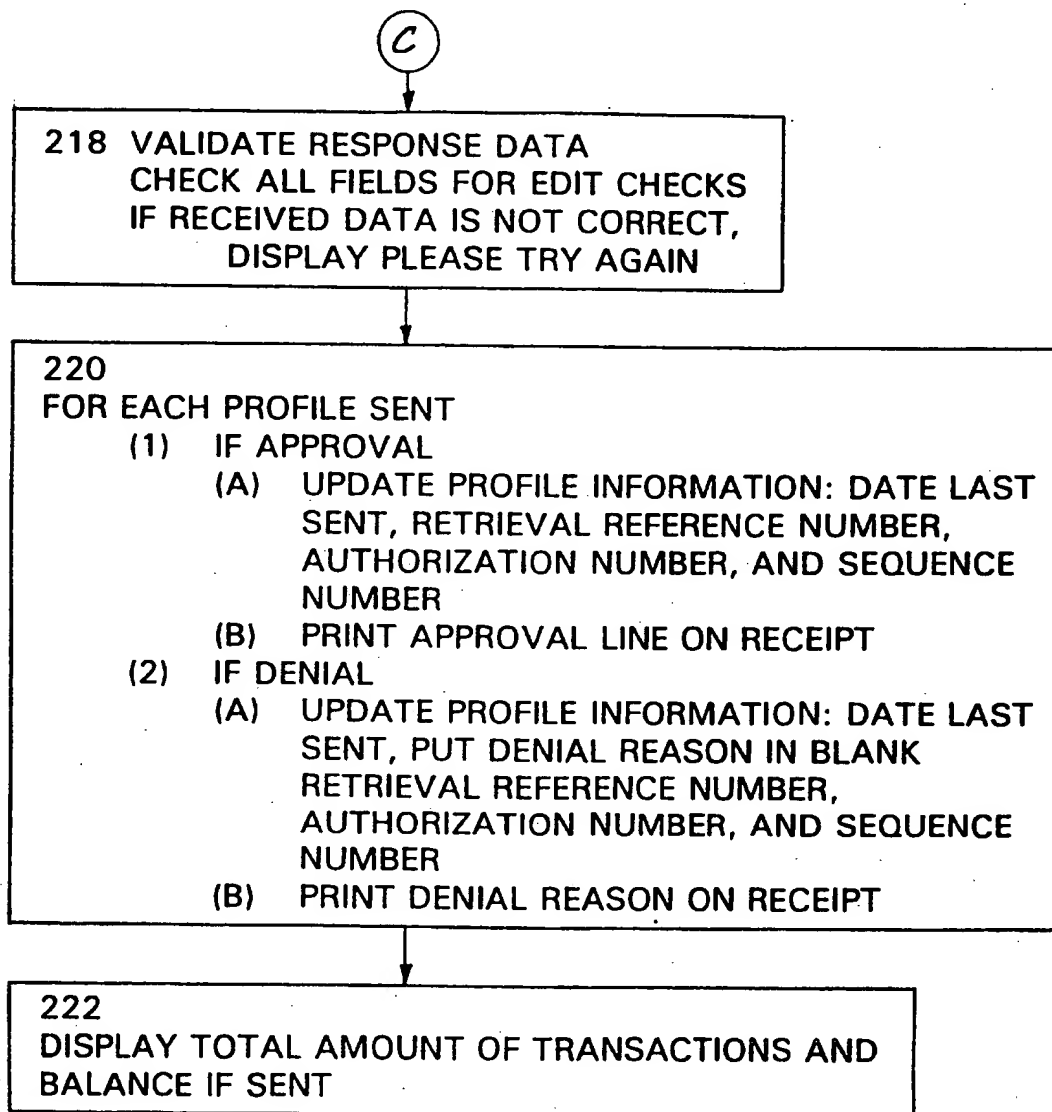 C
218 VALIDATE RESPONSE DATA
CHECK ALL FIELDS FOR EDIT CHECKS
IF RECEIVED DATA IS NOT CORRECT,
DISPLAY PLEASE TRY AGAIN
220
FOR EACH PROFILE SENT
(1) IF APPROVAL
(A) UPDATE PROFILE INFORMATION: DATE LAST
SENT, RETRIEVAL REFERENCE NUMBER,
AUTHORIZATION NUMBER, AND SEQUENCE
NUMBER
(B) PRINT APPROVAL LINE ON RECEIPT
(2) IF DENIAL
(A) UPDATE PROFILE INFORMATION: DATE LAST
SENT, PUT DENIAL REASON IN BLANK
RETRIEVAL REFERENCE NUMBER,
AUTHORIZATION NUMBER, AND SEQUENCE
NUMBER
(B) PRINT DENIAL REASON ON RECEIPT
222
DISPLAY TOTAL AMOUNT OF TRANSACTIONS AND
BALANCE IF SENT